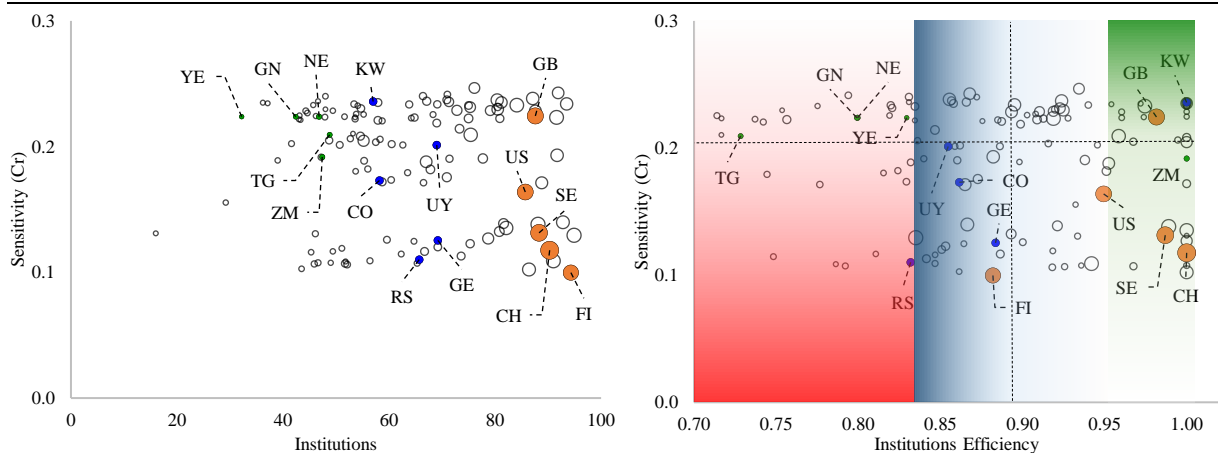 0.3
0.2
0.1
0.0
Sensitivity (Cr)
YE
GN
NE
KW
GB
TG
ZM
CO
UY
US
SE
RS
GE
CH
FI
0
20
40
60
80
100
Institutions
0.3
0.2
0.1
0.0
Sensitivity (Cr)
GN
NE
YE
TG
GB
KW
ZM
UY
CO
GE
US
RS
FI
SE
CH
0.70
0.75
0.80
0.85
0.90
0.95
1.00
Institutions Efficiency